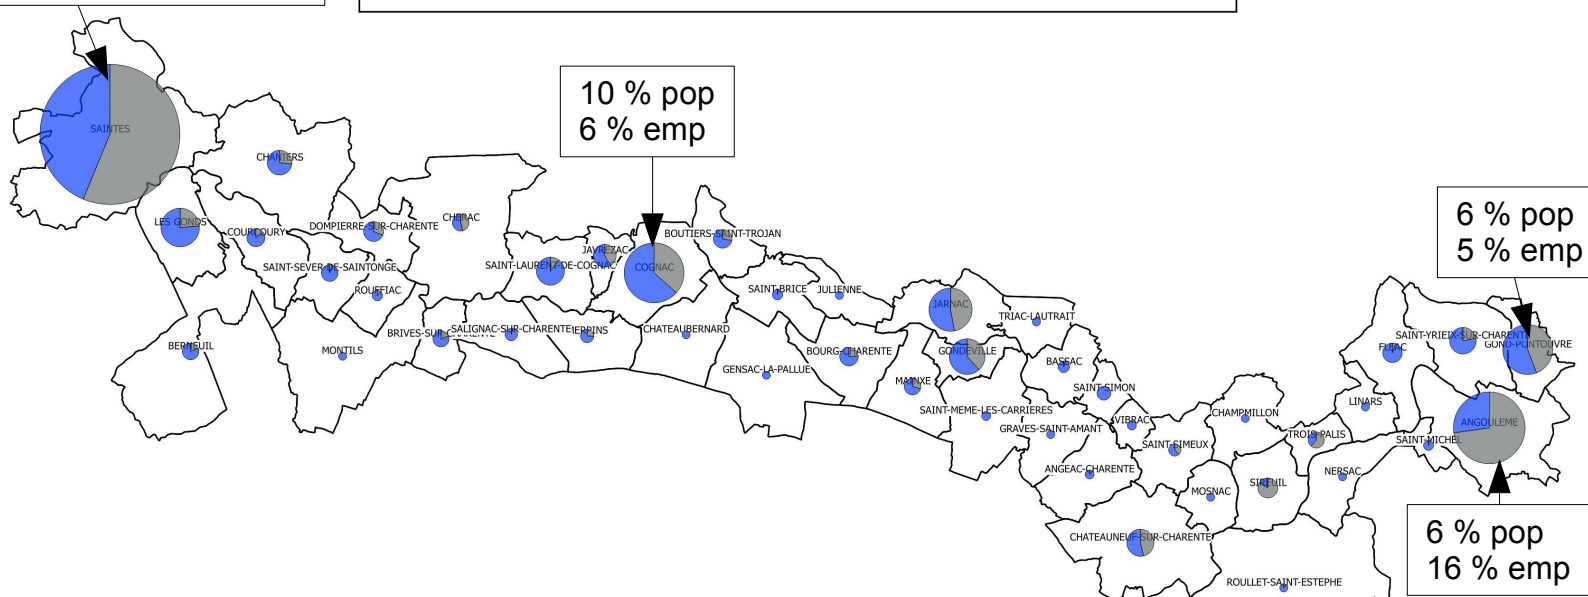 10 % pop
6 % emp
6 % pop
5 % emp
6 % pop
16 % emp
SAINTES
CHANIERS
LES GONDS
COURCOURY
DOMPIERRE-SUR-CHARENTE
CHERAC
SAINT-SEVER-DE-SAINTONGE
ROUFFIAC
BERNEUIL
MONTILS
BRIVES-SUR-CHARENTE
SALIGNAC-SUR-CHARENTE
SAINT-LAURENT-DE-COGNAC
JAVREZAC
COGNAC
BOUTIERS-SAINT-TROJAN
SAINT-BRICE
JULIENNE
CHATEAUBERNARD
GENSAC-LA-PALLUE
BOURG-CHARENTE
JARNAC
TRIAC-LAUTRAIT
GONDEVILLE
MAINXE
BASSAC
SAINT-SIMON
SAINT-MEME-LES-CARRIERES
GRAVES-SAINT-AMANT
VIBRAC
ANGEAC-CHARENTE
SAINT-SIMEUX
CHAMPMILLON
MOSNAC
SIREUIL
TROIS-PALIS
NERSAC
LINARS
FLEAC
SAINT-YRIEIX-SUR-CHARENTE
GOND-PONTOUVRE
ANGOULEME
SAINT-MICHEL
CHATEAUNEUF-SUR-CHARENTE
ROULLET-SAINT-ESTEPHE